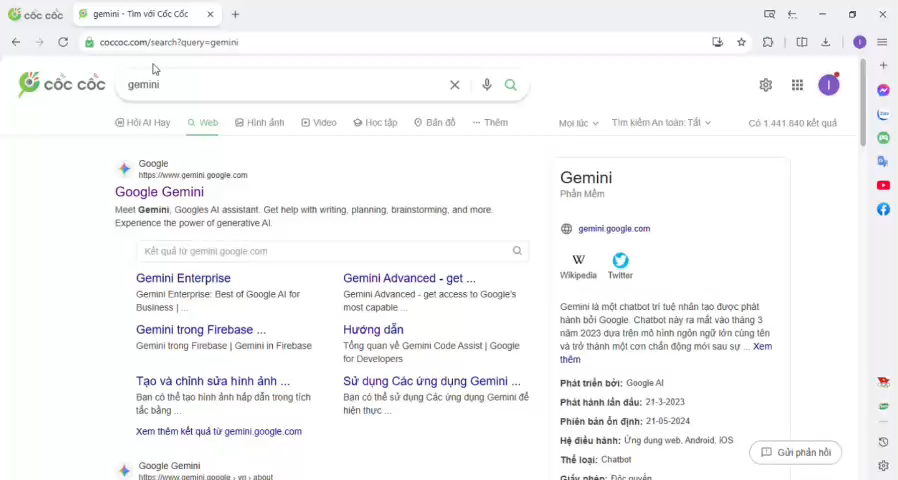 cốc cốc
gemini - Tìm với Cốc Cốc
coccoc.com/search?query=gemini
cốc cốc
gemini
Hỏi AI Hay
Web
Hình ảnh
Video
Học tập
Bản đồ
Thêm
Mọi lúc
Tìm kiếm An toàn: Tắt
Có 1.441.840 kết quả
Google
https://www.gemini.google.com
Google Gemini
Meet Gemini, Googles AI assistant. Get help with writing, planning, brainstorming, and more.
Experience the power of generative AI.
Kết quả từ gemini.google.com
Gemini Enterprise
Gemini Enterprise: Best of Google AI for
Business | ...
Gemini Advanced - get ...
Gemini Advanced - get access to Google's
most capable ...
Gemini trong Firebase ...
Gemini trong Firebase | Gemini in Firebase
Hướng dẫn
Tổng quan về Gemini Code Assist | Google
for Developers
Tạo và chỉnh sửa hình ảnh ...
Bạn có thể tạo hình ảnh hấp dẫn trong tích
tắc bằng ...
Sử dụng Các ứng dụng Gemini ...
Bạn có thể sử dụng Các ứng dụng Gemini để
hiện thực ...
Xem thêm kết quả từ gemini.google.com
Google Gemini
https://www.gemini.google › vn › about
Gemini
Phần Mềm
gemini.google.com
W
Wikipedia
Twitter
Gemini là một chatbot trí tuệ nhân tạo được phát
hành bởi Google. Chatbot này ra mắt vào tháng 3
năm 2023 dựa trên mô hình ngôn ngữ lớn cùng tên
và trở thành một cơn chấn động mới sau sự ... Xem
thêm
Phát triển bởi: Google AI
Phát hành lần đầu: 21-3-2023
Phiên bản ổn định: 21-05-2024
Hệ điều hành: Ứng dụng web, Android, iOS
Thể loại: Chatbot
Giấy phép: Độc quyền
Gửi phản hồi
I
I